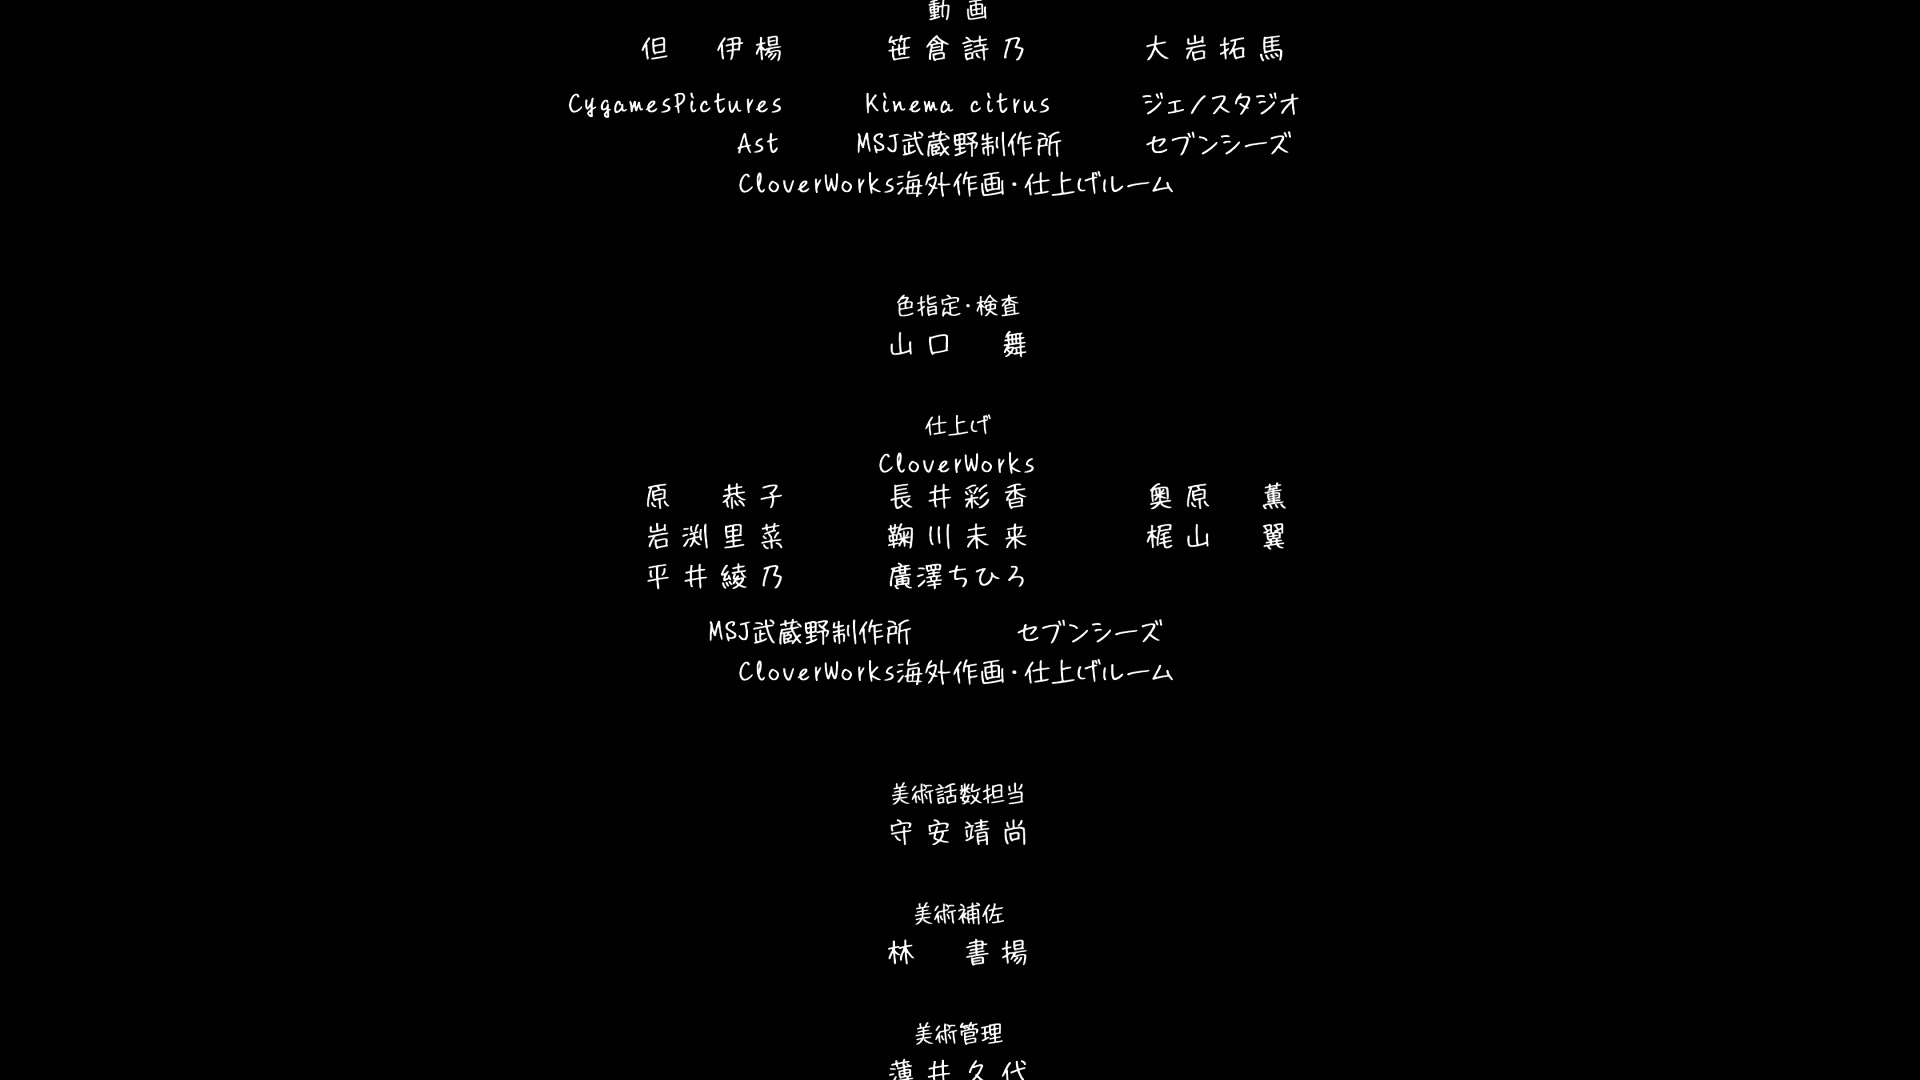 動画
但 伊楊 笹倉詩乃 大岩拓馬
CygamesPictures Kinema citrus ジェノスタジオ
Ast MSJ武蔵野制作所 セブンシーズ
CloverWorks海外作画・仕上げルーム
色指定・検査
山口 舞
仕上げ
CloverWorks
原 恭子 長井彩香 奥原 薫
岩渕里菜 鞠川未来 梶山 翼
平井綾乃 廣澤ちひろ
MSJ武蔵野制作所 セブンシーズ
CloverWorks海外作画・仕上げルーム
美術話数担当
守安靖尚
美術補佐
林 書揚
美術管理
薄井久代